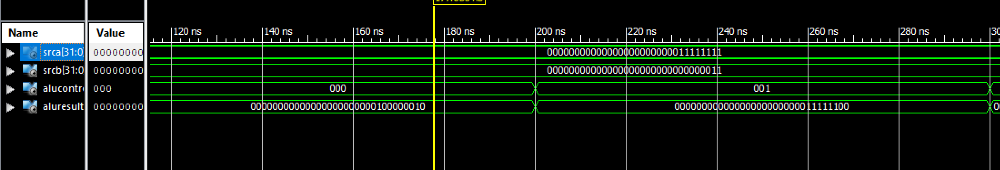 Name Value
120 ns 140 ns 160 ns 180 ns 200 ns 220 ns 240 ns 260 ns 280 ns 30
srca[31:0] 00000000 00000000000000000000000011111111
srcb[31:0 00000000 00000000000000000000000000000011
alucontr 000 000 001
aluresult 00000000 00000000000000000000000100000010 00000000000000000000000011111100 00